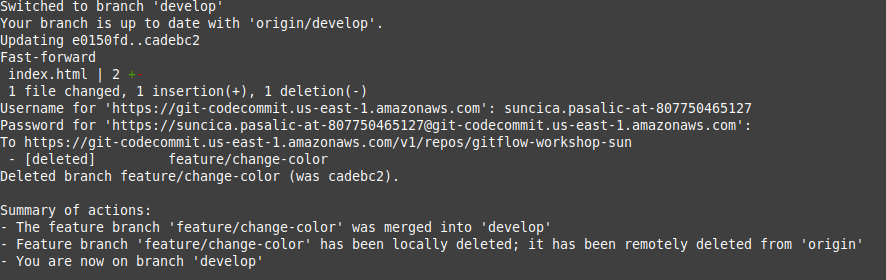 Switched to branch 'develop'
Your branch is up to date with 'origin/develop'.
Updating e0150fd..cadebc2
Fast-forward
 index.html | 2 +-
 1 file changed, 1 insertion(+), 1 deletion(-)
Username for 'https://git-codecommit.us-east-1.amazonaws.com': suncica.pasalic-at-807750465127
Password for 'https://suncica.pasalic-at-807750465127@git-codecommit.us-east-1.amazonaws.com':
To https://git-codecommit.us-east-1.amazonaws.com/v1/repos/gitflow-workshop-sun
 - [deleted]         feature/change-color
Deleted branch feature/change-color (was cadebc2).

Summary of actions:
- The feature branch 'feature/change-color' was merged into 'develop'
- Feature branch 'feature/change-color' has been locally deleted; it has been remotely deleted from 'origin'
- You are now on branch 'develop'